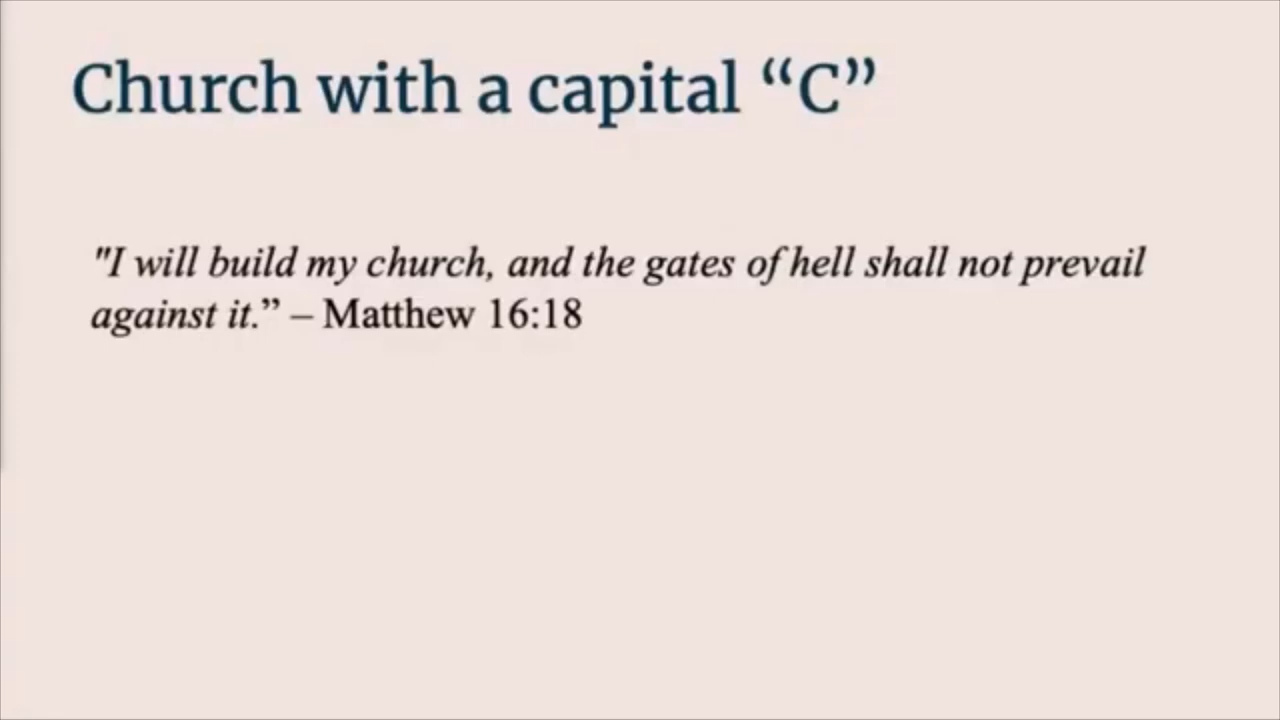 Church with a capital “C”
"I will build my church, and the gates of hell shall not prevail
against it.” – Matthew 16:18